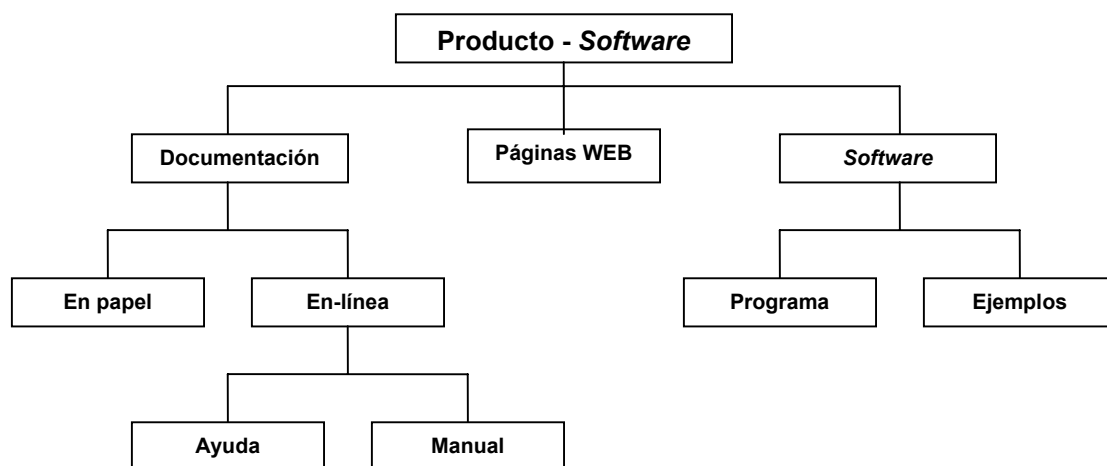 Producto - Software
Documentación
Páginas WEB
Software
En papel
En-línea
Programa
Ejemplos
Ayuda
Manual